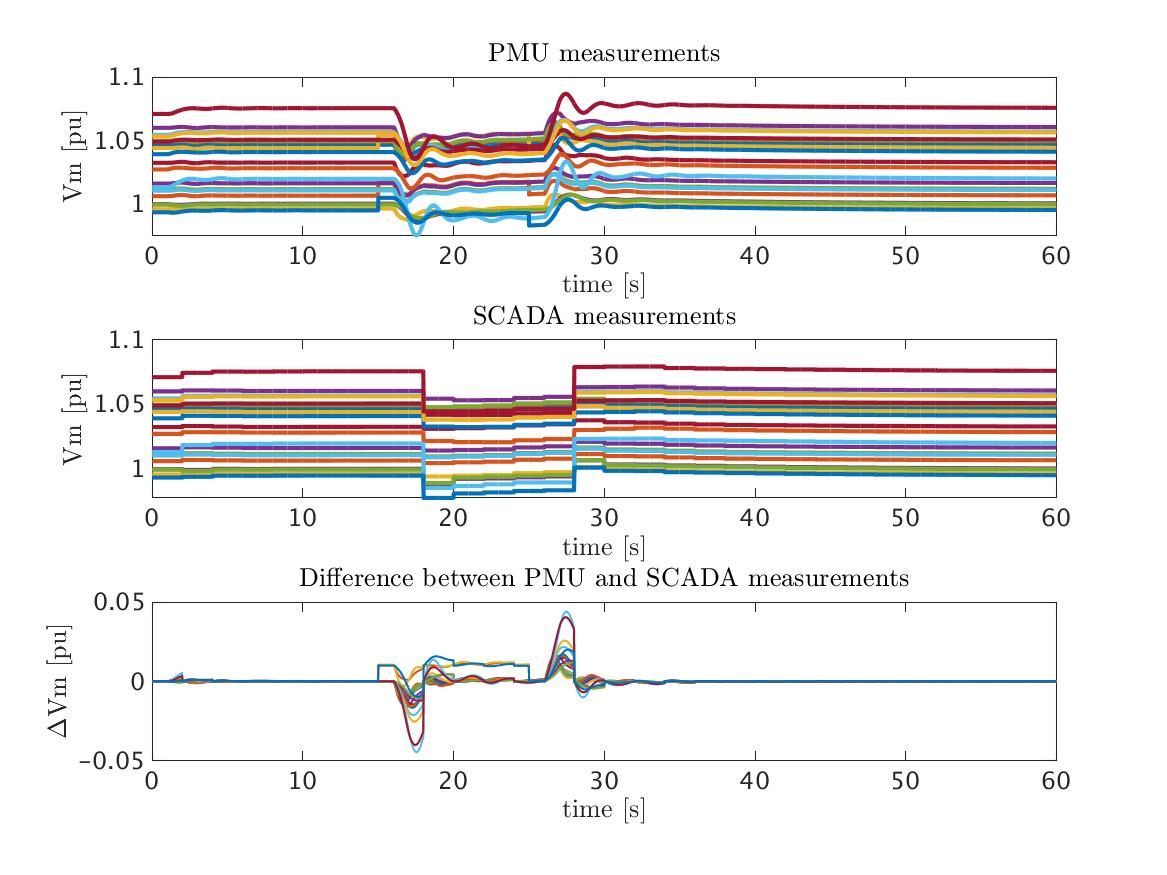 PMU measurements
1.1
1.05
1
Vm [pu]
0 10 20 30 40 50 60
time [s]
SCADA measurements
1.1
1.05
1
Vm [pu]
0 10 20 30 40 50 60
time [s]
Difference between PMU and SCADA measurements
0.05
0
-0.05
ΔVm [pu]
0 10 20 30 40 50 60
time [s]